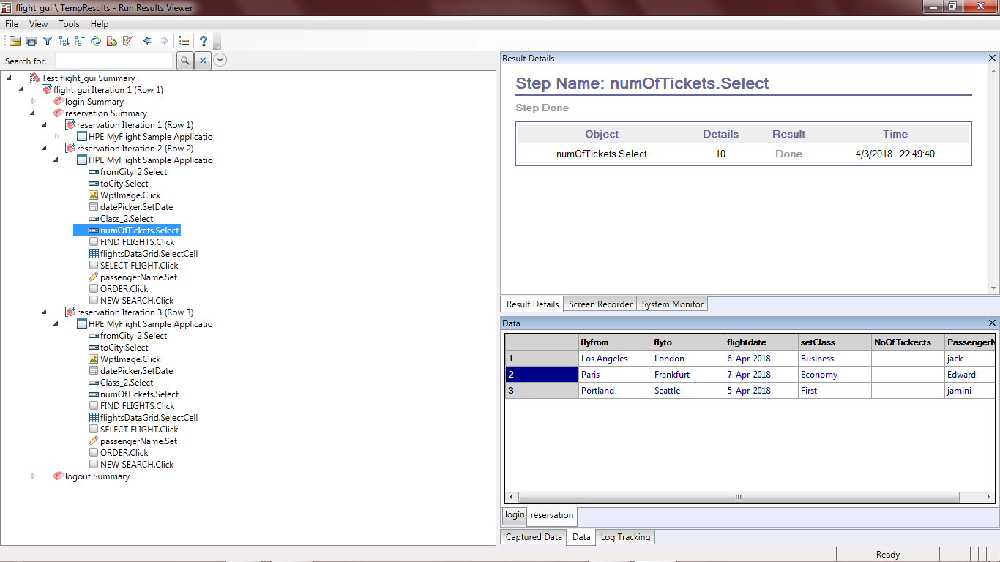 flight_gui \ TempResults - Run Results Viewer
File View Tools Help
Search for:
Test flight_gui Summary
flight_gui Iteration 1 (Row 1)
login Summary
reservation Summary
reservation Iteration 1 (Row 1)
HPE MyFlight Sample Applicatio
reservation Iteration 2 (Row 2)
HPE MyFlight Sample Applicatio
fromCity_2.Select
toCity.Select
WpfImage.Click
datePicker.SetDate
Class_2.Select
numOfTickets.Select
FIND FLIGHTS.Click
flightsDataGrid.SelectCell
SELECT FLIGHT.Click
passengerName.Set
ORDER.Click
NEW SEARCH.Click
reservation Iteration 3 (Row 3)
HPE MyFlight Sample Applicatio
fromCity_2.Select
toCity.Select
WpfImage.Click
datePicker.SetDate
Class_2.Select
numOfTickets.Select
FIND FLIGHTS.Click
flightsDataGrid.SelectCell
SELECT FLIGHT.Click
passengerName.Set
ORDER.Click
NEW SEARCH.Click
logout Summary
Result Details
Step Name: numOfTickets.Select
Step Done
Object Details Result Time
numOfTickets.Select 10 Done 4/3/2018 - 22:49:40
Result Details Screen Recorder System Monitor
Data
flyfrom flyto flightdate setClass NoOfTickects PassengerN
1 Los Angeles London 6-Apr-2018 Business jack
2 Paris Frankfurt 7-Apr-2018 Economy Edward
3 Portland Seattle 5-Apr-2018 First jamini
login reservation
Captured Data Data Log Tracking
Ready